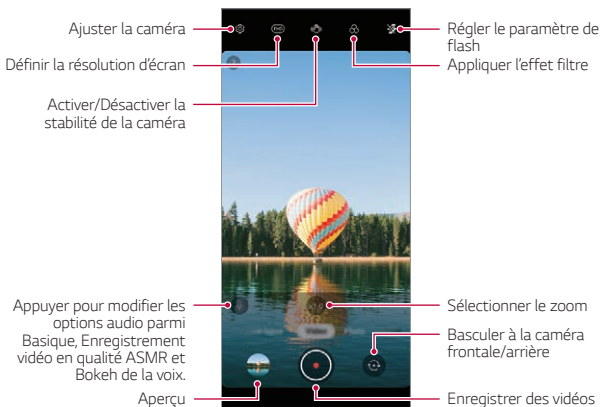 Ajuster la caméra
Définir la résolution d'écran
Activer/Désactiver la
stabilité de la caméra
Appuyer pour modifier les
options audio parmi
Basique, Enregistrement
vidéo en qualité ASMR et
Bokeh de la voix.
Aperçu
FHD
Régler le paramètre de
flash
Appliquer l'effet filtre
Sélectionner le zoom
Basculer à la caméra
frontale/arrière
Enregistrer des vidéos